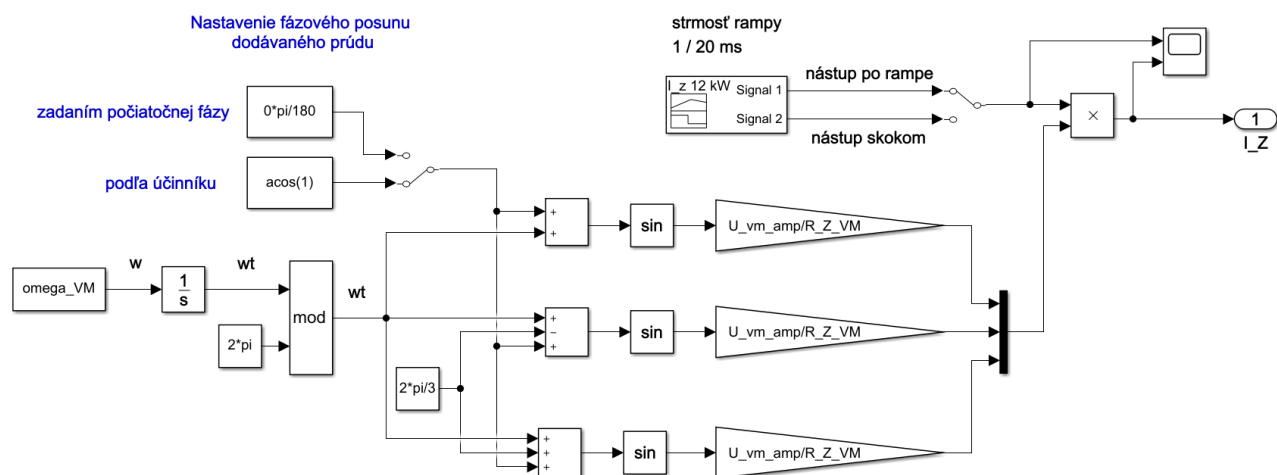 Nastavenie fázového posunu
dodávaného prúdu
strmosť rampy
1 / 20 ms
zadaním počiatočnej fázy
0*pi/180
I_z 12 kW
Signal 1
Signal 2
nástup po rampe
nástup skokom
×
1
I_Z
podľa účinníku
acos(1)
+
+
sin
U_vm_amp/R_Z_VM
omega_VM
w
1
s
wt
mod
wt
2*pi
+
−
+
sin
U_vm_amp/R_Z_VM
2*pi/3
+
+
+
sin
U_vm_amp/R_Z_VM